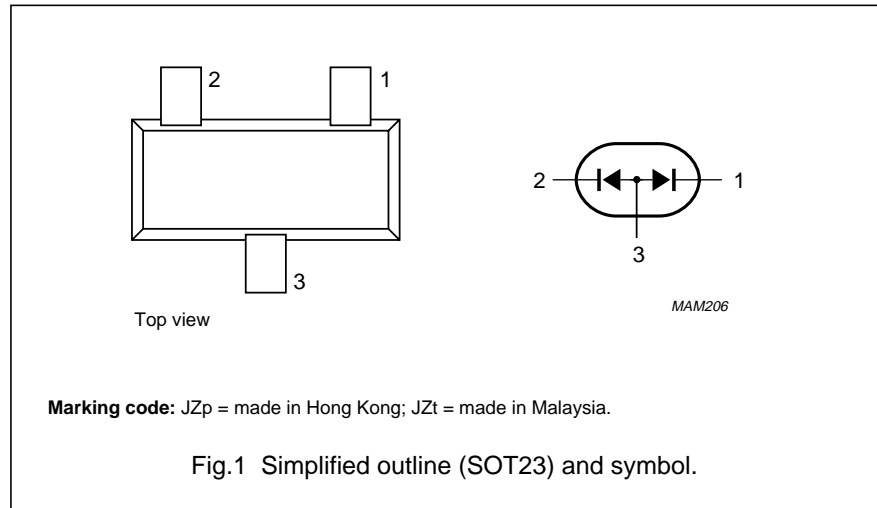 2
1
3
Top view
2
1
3
MAM206
Marking code: JZp = made in Hong Kong; JZt = made in Malaysia.
Fig.1 Simplified outline (SOT23) and symbol.